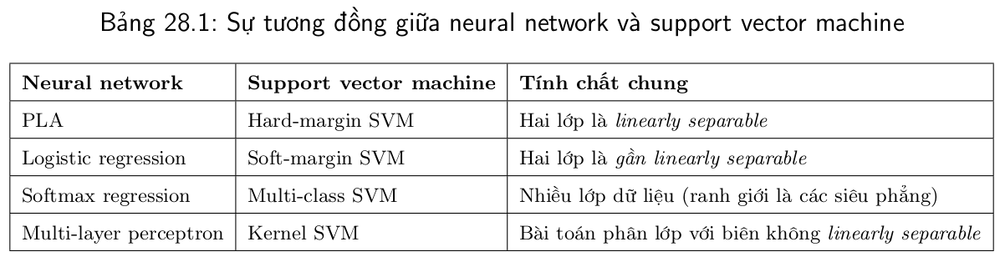 Bảng 28.1: Sự tương đồng giữa neural network và support vector machine
Neural network Support vector machine Tính chất chung
PLA Hard-margin SVM Hai lớp là linearly separable
Logistic regression Soft-margin SVM Hai lớp là gần linearly separable
Softmax regression Multi-class SVM Nhiều lớp dữ liệu (ranh giới là các siêu phẳng)
Multi-layer perceptron Kernel SVM Bài toán phân lớp với biên không linearly separable